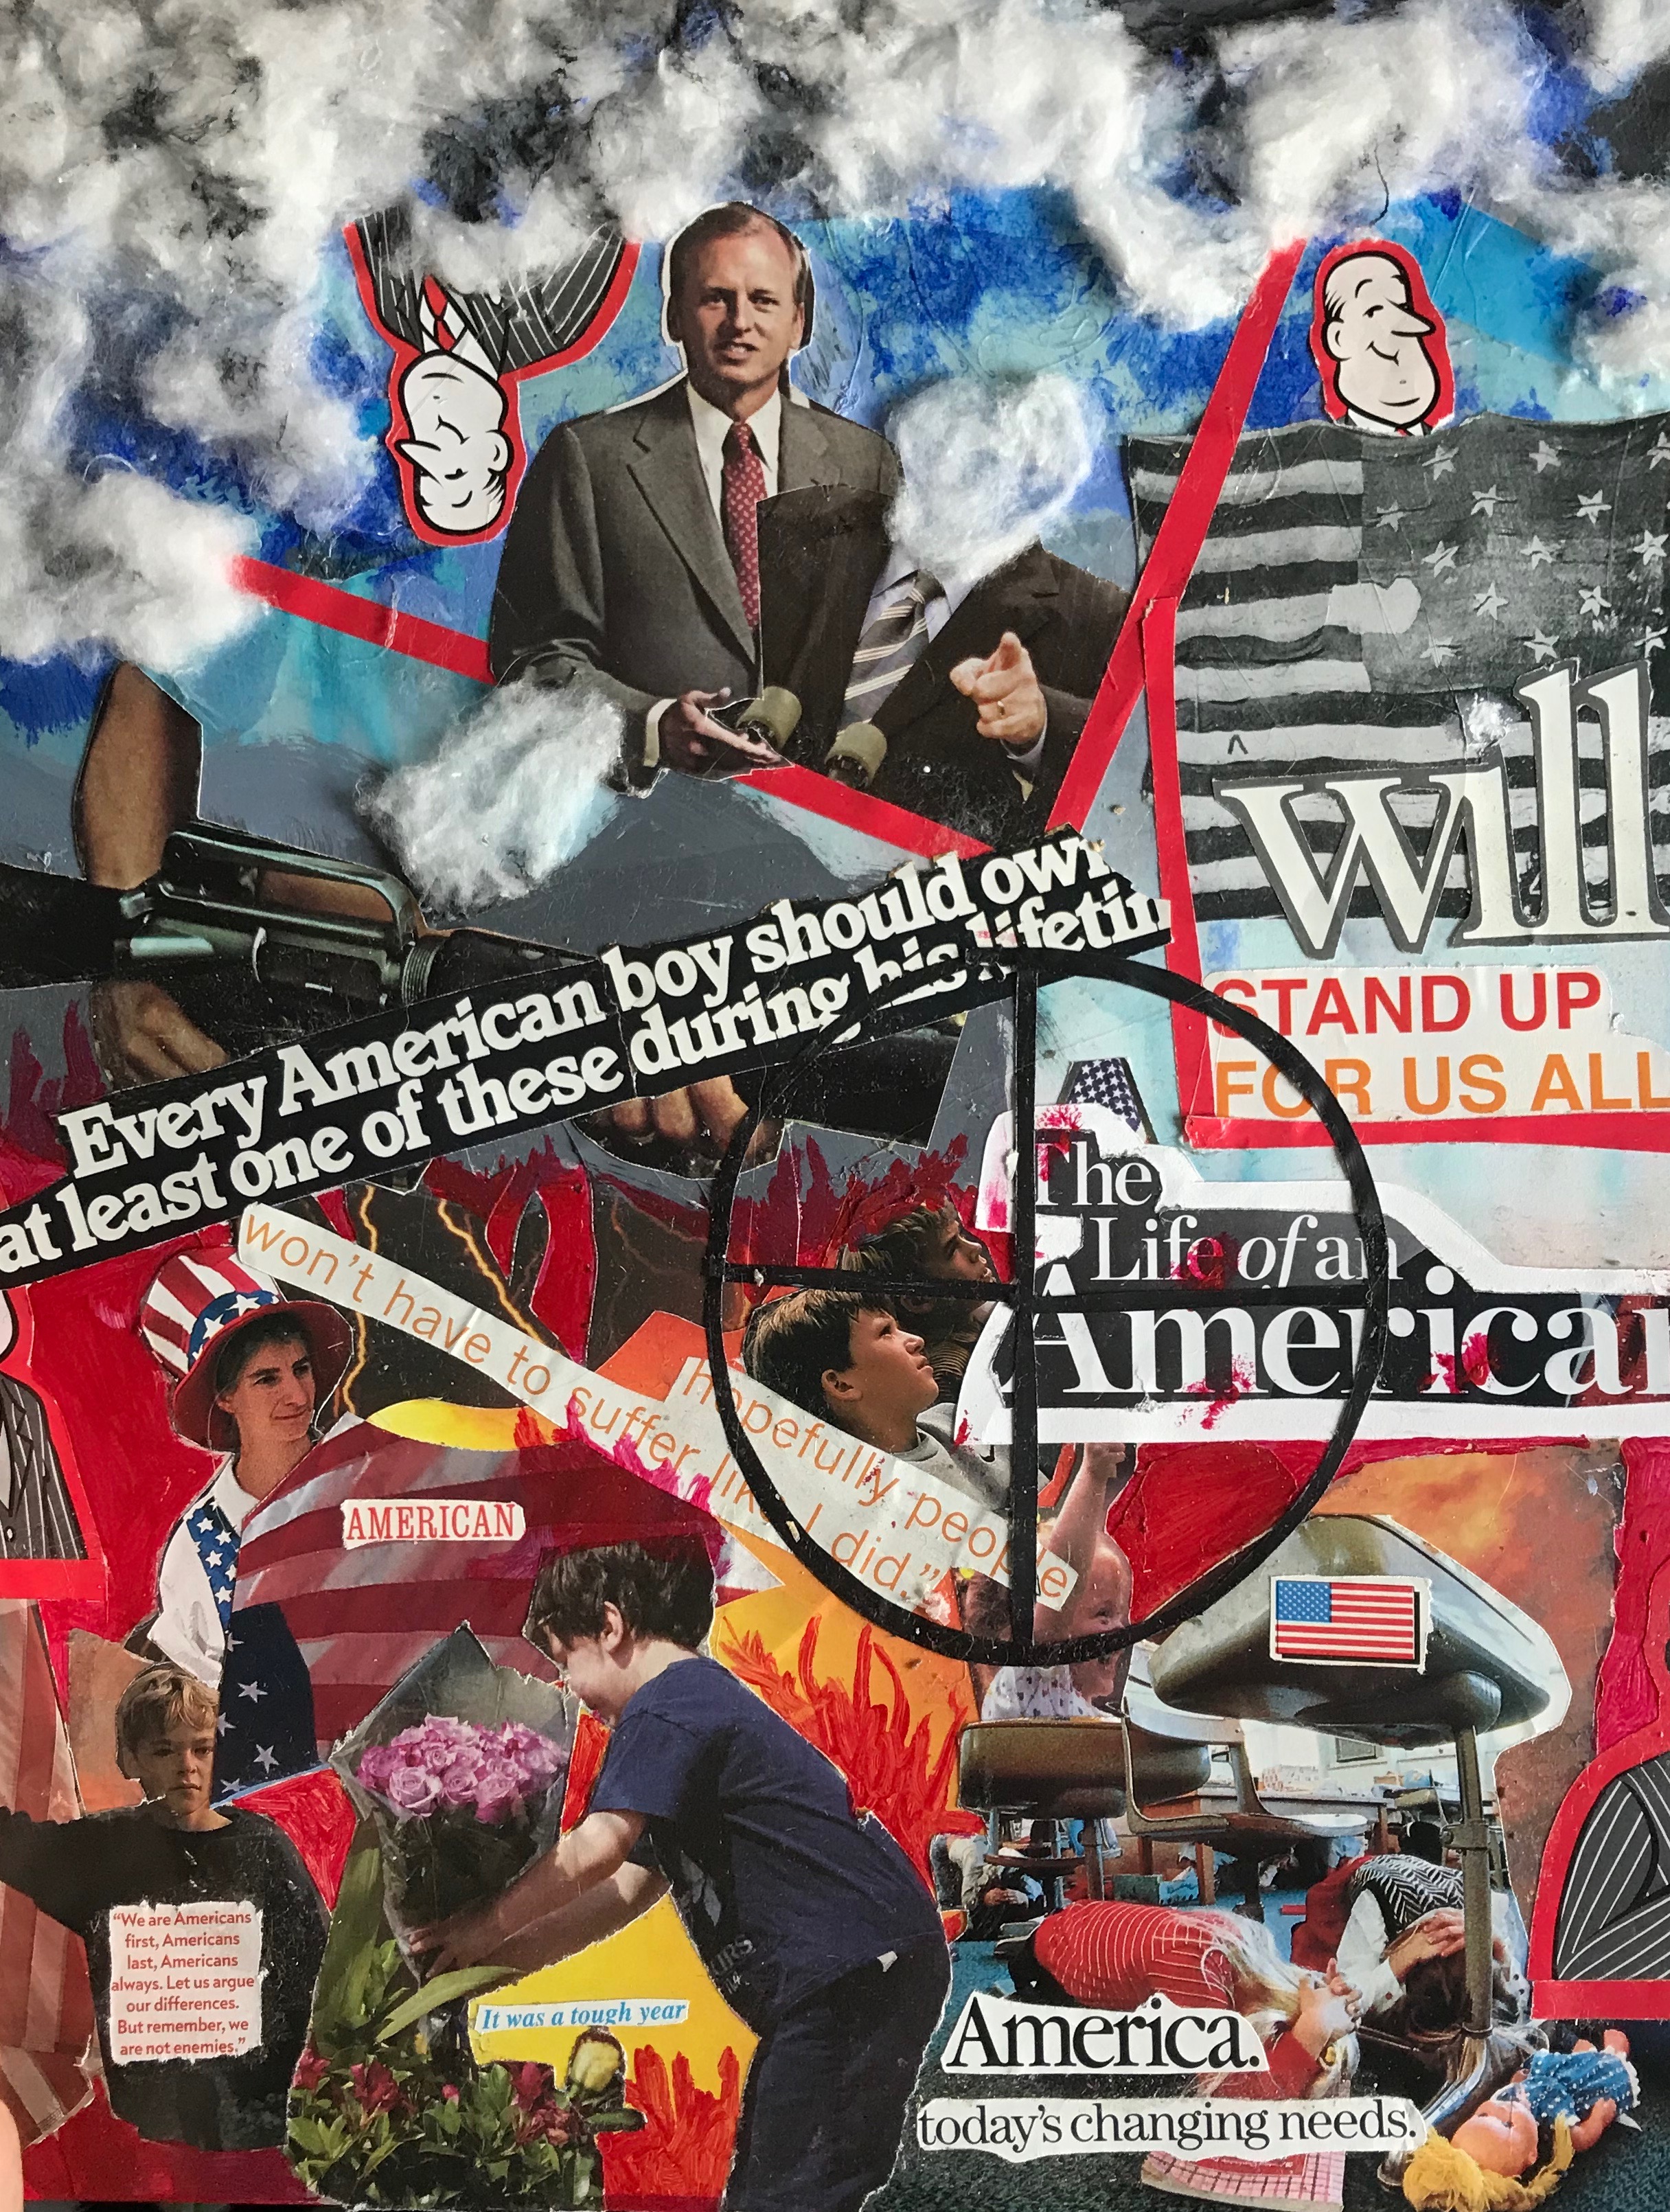 Will
STAND UP
FOR US ALL
Every American boy should own
at least one of these during his lifetim
The
Life of an
American
won't have to suffer like I did."
hopefully people
AMERICAN
"We are Americans
first, Americans
last, Americans
always. Let us argue
our differences.
But remember, we
are not enemies."
It was a tough year
America.
today's changing needs.